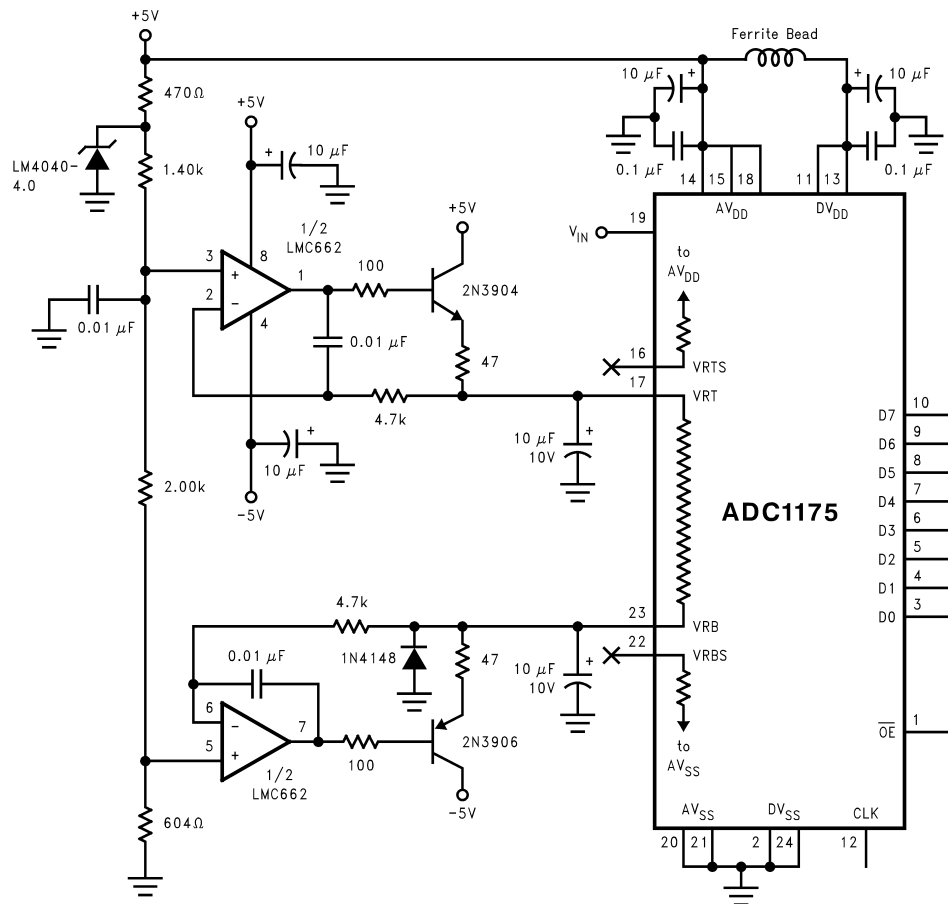 +5V
Ferrite Bead
470Ω
+5V
10 µF +
+ 10 µF
LM4040-
4.0
1.40k
+ 10 µF
0.1 µF
0.1 µF
14 15 18 11 13
AVDD DVDD
+5V
1/2
LMC662
19
VIN
3 + 8 1 100
2 −
4
2N3904
to
AVDD
0.01 µF
0.01 µF
47
16
VRTS
17
VRT
4.7k
D7 10
D6 9
D5 8
D4 7
D3 6
D2 5
D1 4
D0 3
+
10 µF
10 µF
10V
+
2.00k
-5V
ADC1175
4.7k
23
VRB
22
VRBS
0.01 µF
1N4148
47
10 µF
10V
+
6 −
7
5 +
100
2N3906
to
AVSS
OE 1
1/2
LMC662
-5V
604Ω
AVSS DVSS CLK
20 21 2 24 12